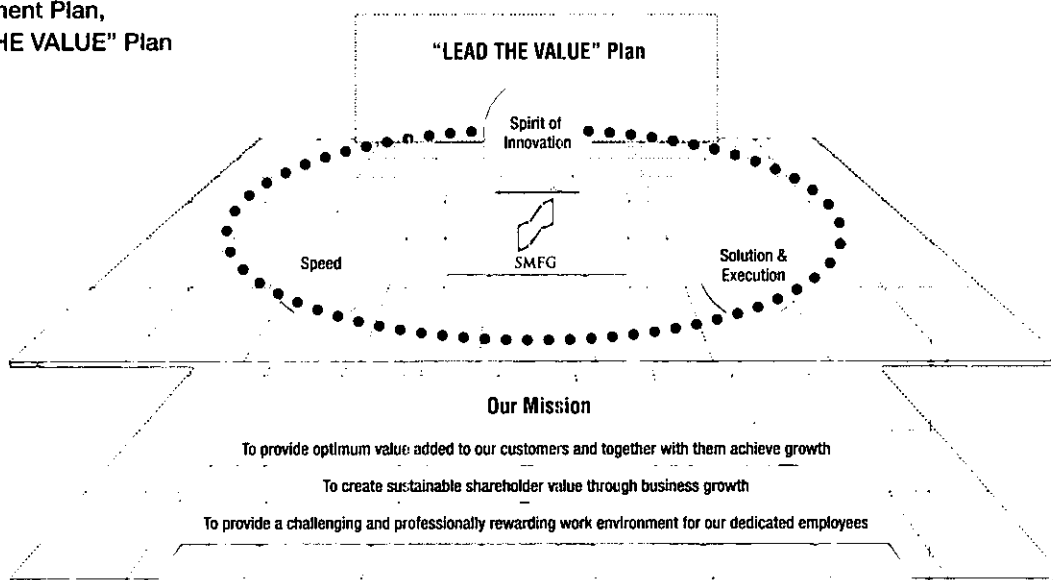 ment Plan,
HE VALUE" Plan
"LEAD THE VALUE" Plan
Spirit of
Innovation
SMFG
Speed
Solution &
Execution
Our Mission
To provide optimum value added to our customers and together with them achieve growth
To create sustainable shareholder value through business growth
To provide a challenging and professionally rewarding work environment for our dedicated employees